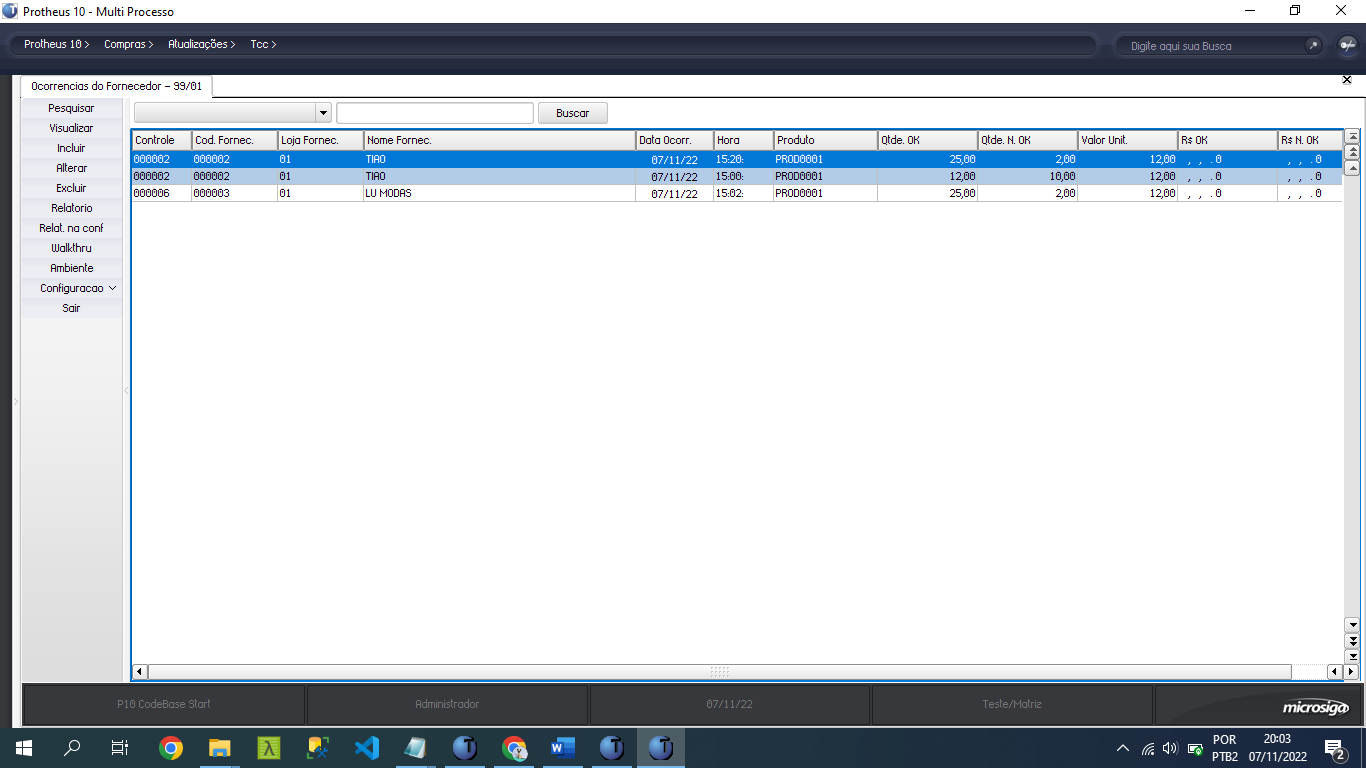 Protheus 10 - Multi Processo
Protheus 10 > Compras > Atualizações > Tcc >
Digite aqui sua Busca
Ocorrencias do Fornecedor - 99/01
Pesquisar
Visualizar
Incluir
Alterar
Excluir
Relatorio
Relat. na conf
Walkthru
Ambiente
Configuracao
Sair
Buscar
Controle Cod. Fornec. Loja Fornec. Nome Fornec. Data Ocorr. Hora Produto Qtde. OK Qtde. N. OK Valor Unit. R$ OK R$ N. OK
000002 000002 01 TIAO 07/11/22 15:20: PROD0001 25,00 2,00 12,00 , , .0 , , .0
000002 000002 01 TIAO 07/11/22 15:00: PROD0001 12,00 10,00 12,00 , , .0 , , .0
000006 000003 01 LU MODAS 07/11/22 15:02: PROD0001 25,00 2,00 12,00 , , .0 , , .0
P10 CodeBase Start Administrador 07/11/22 Teste/Matriz microsiga
POR
PTB2
20:03
07/11/2022
2